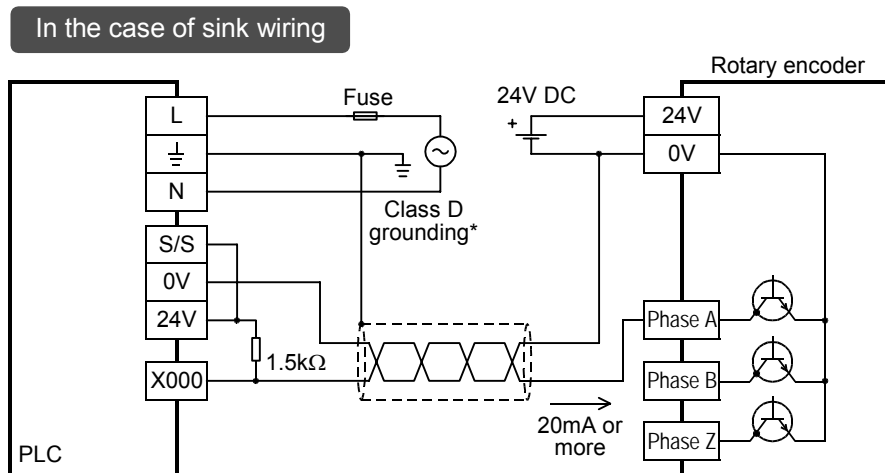 In the case of sink wiring
Rotary encoder
Fuse
24V DC
L
N
+
24V
0V
Class D
grounding*
S/S
0V
24V
1.5kΩ
X000
Phase A
Phase B
Phase Z
20mA or
more
PLC